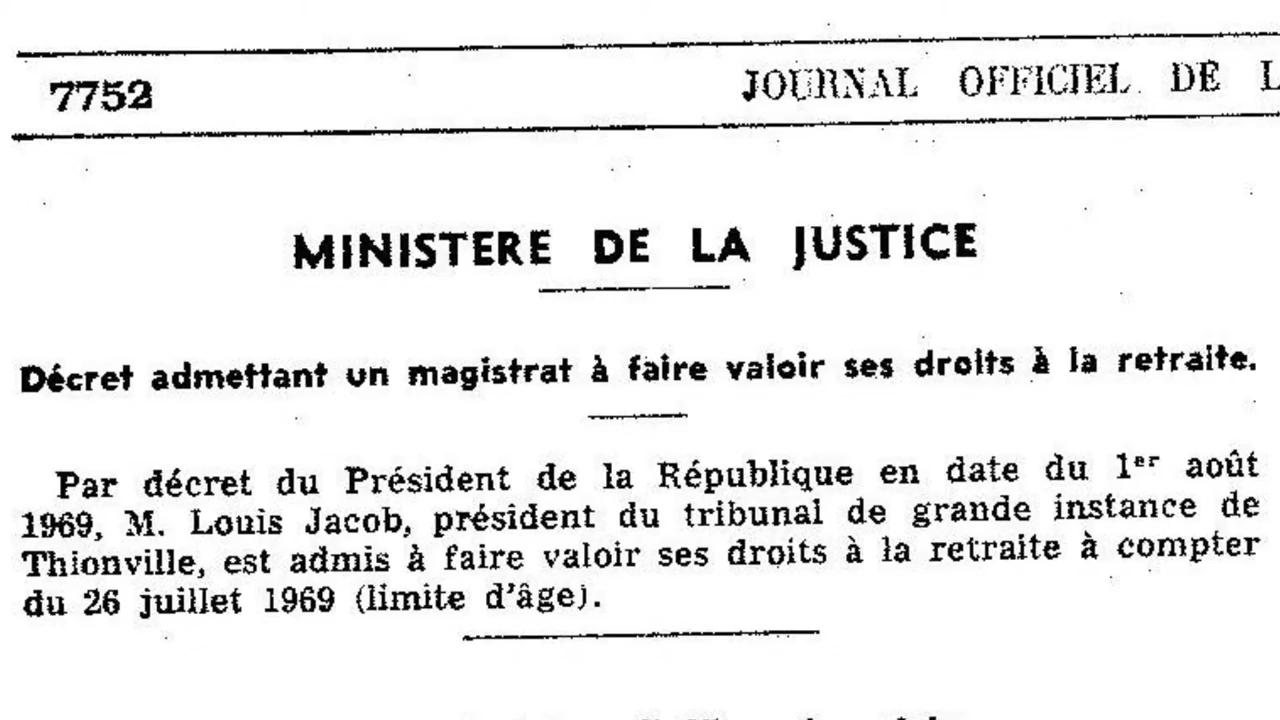 7752
JOURNAL OFFICIEL DE L
MINISTERE DE LA JUSTICE
Décret admettant un magistrat à faire valoir ses droits à la retraite.
Par décret du Président de la République en date du 1er août
1969, M. Louis Jacob, président du tribunal de grande instance de
Thionville, est admis à faire valoir ses droits à la retraite à compter
du 26 juillet 1969 (limite d'âge).